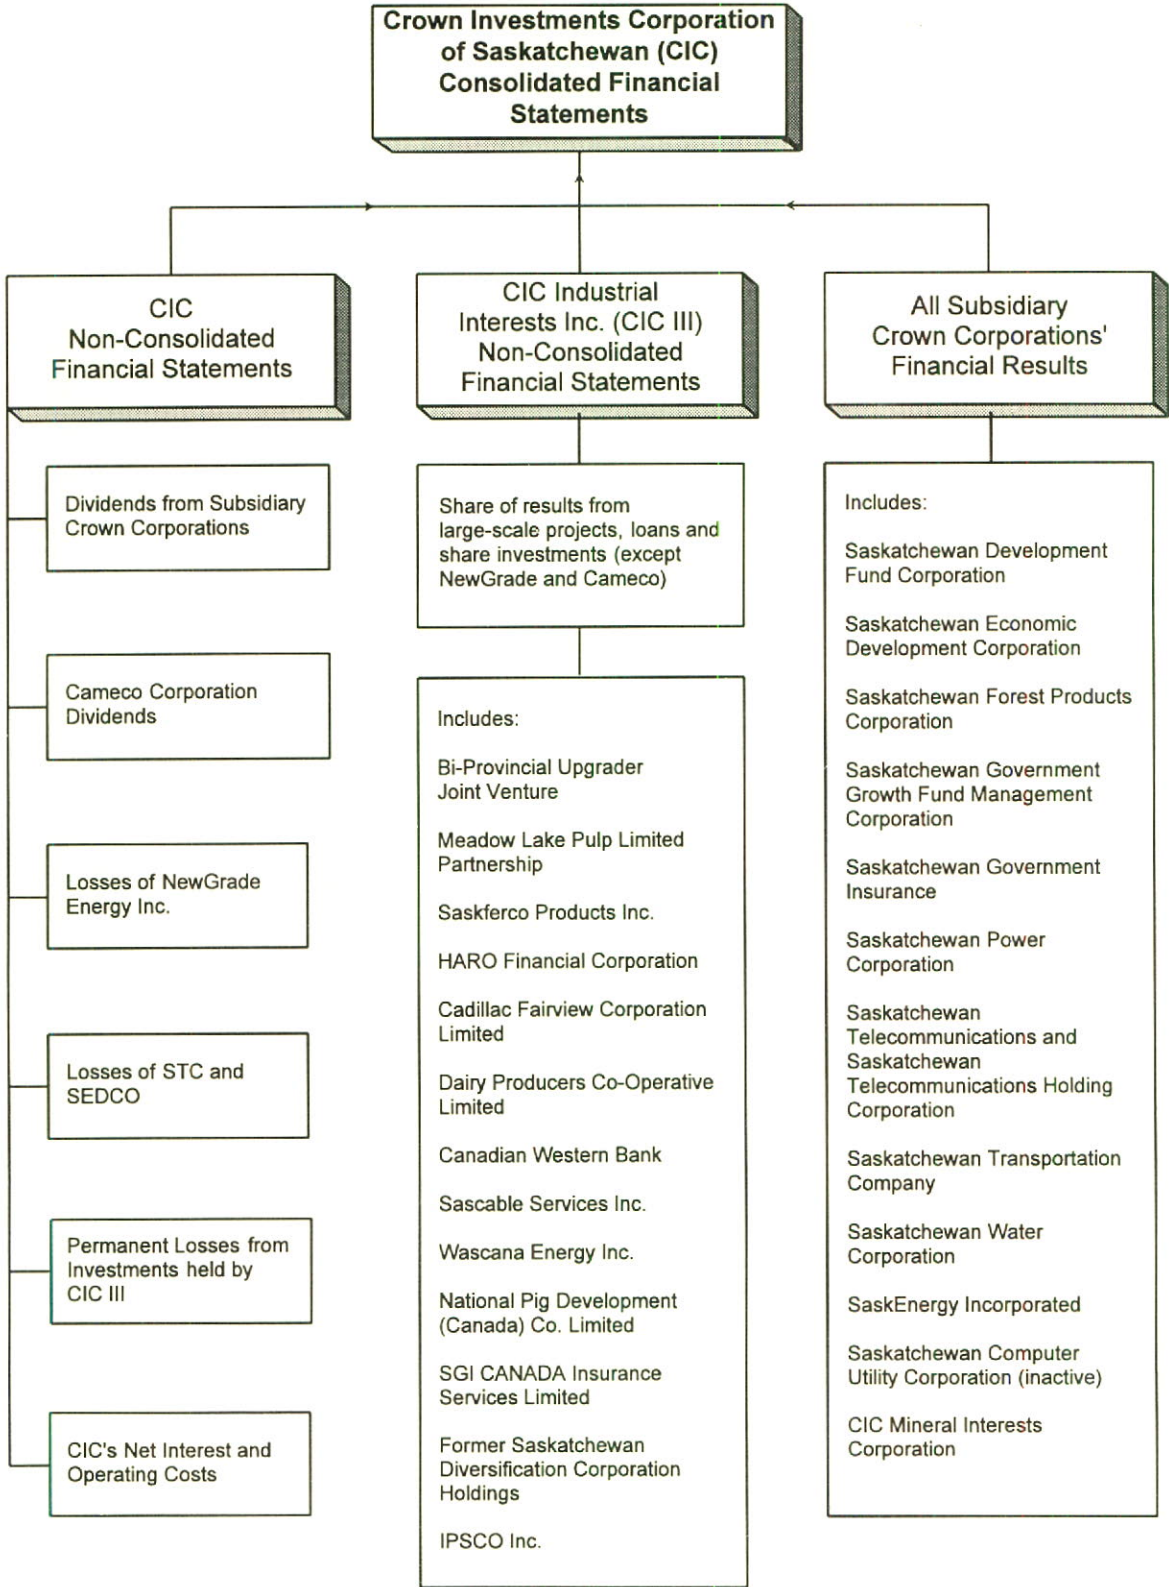 Crown Investments Corporation
of Saskatchewan (CIC)
Consolidated Financial
Statements
CIC
Non-Consolidated
Financial Statements
Dividends from Subsidiary
Crown Corporations
Cameco Corporation
Dividends
Losses of NewGrade
Energy Inc.
Losses of STC and
SEDCO
Permanent Losses from
Investments held by
CIC III
CIC's Net Interest and
Operating Costs
CIC Industrial
Interests Inc. (CIC III)
Non-Consolidated
Financial Statements
Share of results from
large-scale projects, loans and
share investments (except
NewGrade and Cameco)
Includes:
Bi-Provincial Upgrader
Joint Venture
Meadow Lake Pulp Limited
Partnership
Saskferco Products Inc.
HARO Financial Corporation
Cadillac Fairview Corporation
Limited
Dairy Producers Co-Operative
Limited
Canadian Western Bank
Sascable Services Inc.
Wascana Energy Inc.
National Pig Development
(Canada) Co. Limited
SGI CANADA Insurance
Services Limited
Former Saskatchewan
Diversification Corporation
Holdings
IPSCO Inc.
All Subsidiary
Crown Corporations'
Financial Results
Includes:
Saskatchewan Development
Fund Corporation
Saskatchewan Economic
Development Corporation
Saskatchewan Forest Products
Corporation
Saskatchewan Government
Growth Fund Management
Corporation
Saskatchewan Government
Insurance
Saskatchewan Power
Corporation
Saskatchewan
Telecommunications and
Saskatchewan
Telecommunications Holding
Corporation
Saskatchewan Transportation
Company
Saskatchewan Water
Corporation
SaskEnergy Incorporated
Saskatchewan Computer
Utility Corporation (inactive)
CIC Mineral Interests
Corporation